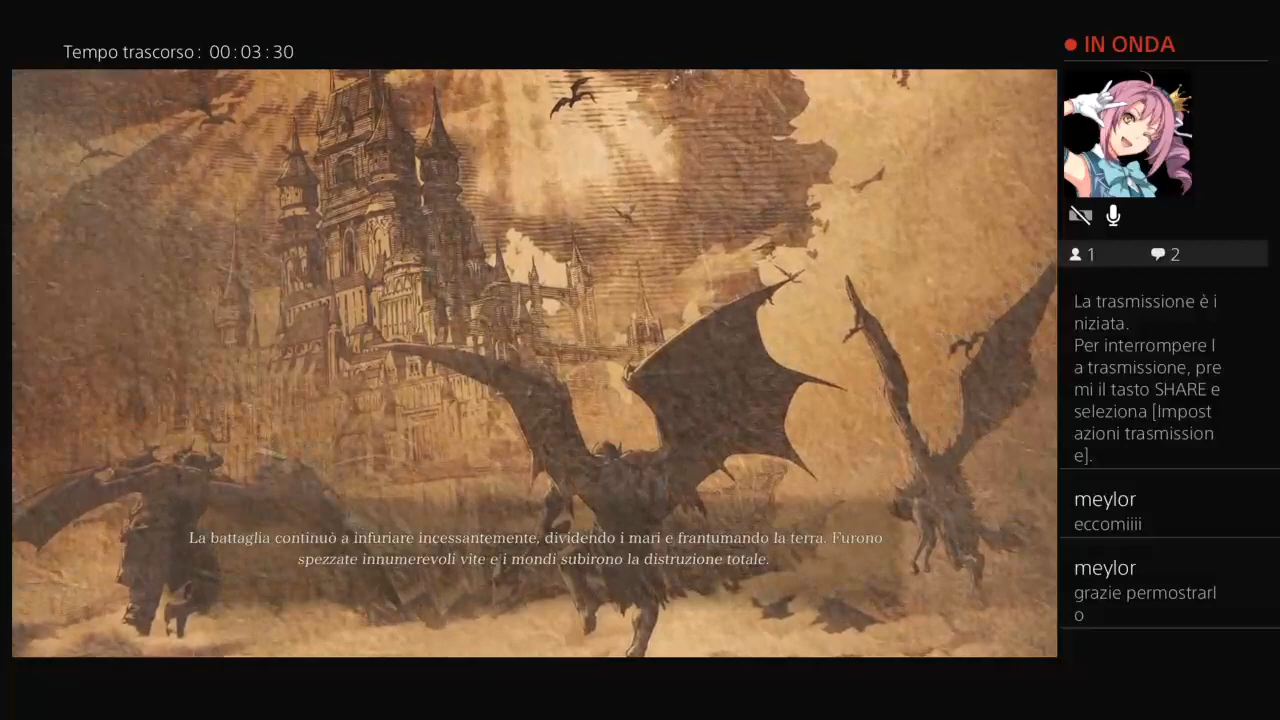 Tempo trascorso: 00:03:30
IN ONDA
1 2
La trasmissione è i
niziata.
Per interrompere l
a trasmissione, pre
mi il tasto SHARE e
seleziona [Impost
azioni trasmission
e].
meylor
eccomiiii
meylor
grazie permostrarl
o
La battaglia continuò a infuriare incessantemente, dividendo i mari e frantumando la terra. Furono
spezzate innumerevoli vite e i mondi subirono la distruzione totale.